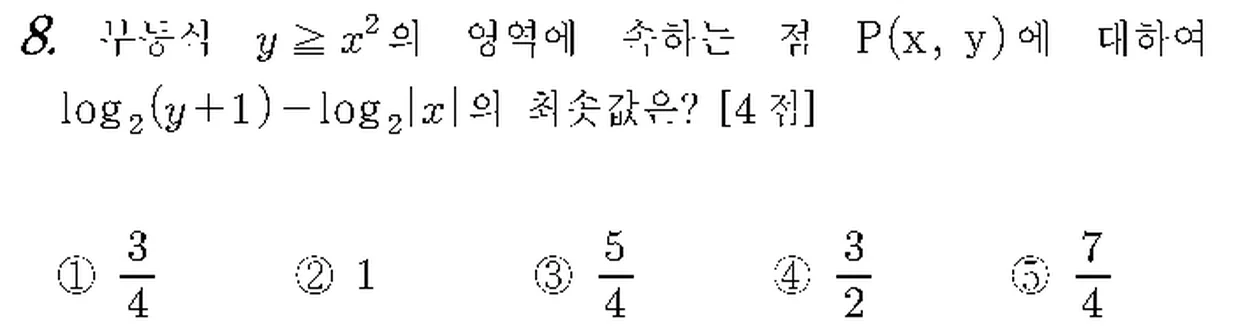 8. 부등식 y ≧ x²의 영역에 속하는 점 P(x, y)에 대하여
log₂(y+1)−log₂|x|의 최솟값은? [4 점]
① 3/4 ② 1 ③ 5/4 ④ 3/2 ⑤ 7/4